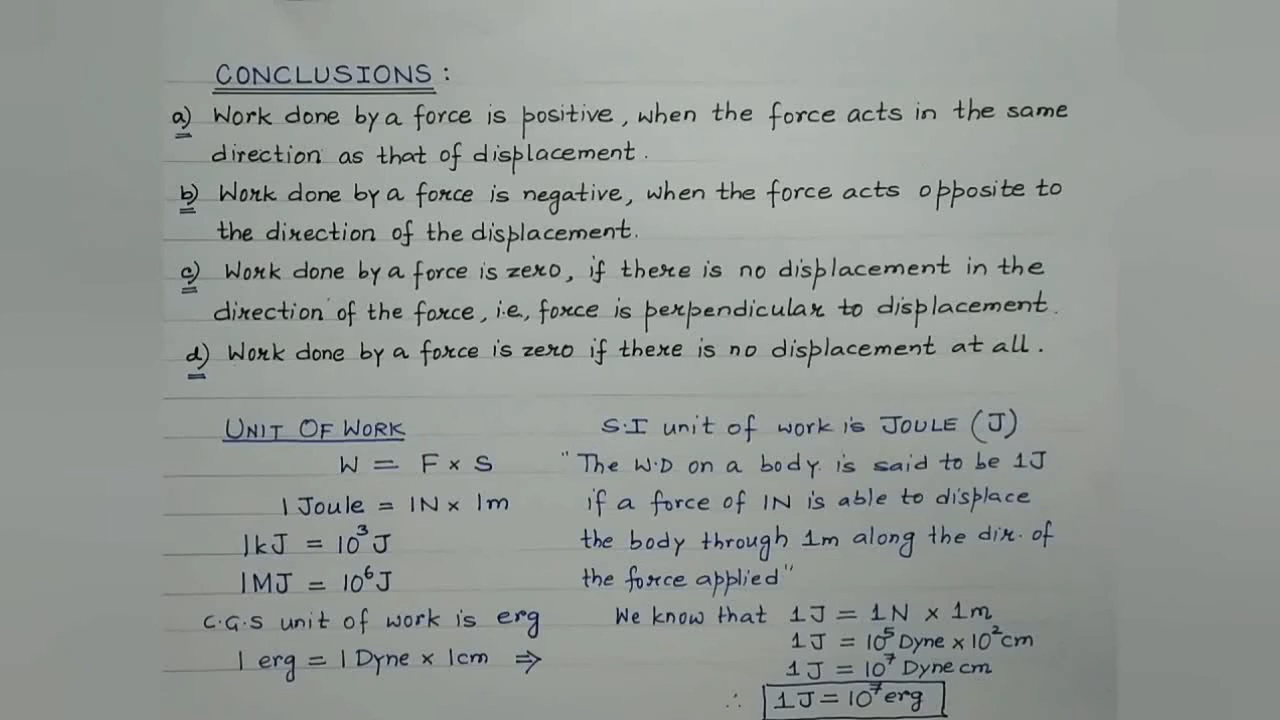 CONCLUSIONS :
a) Work done by a force is positive, when the force acts in the same
direction as that of displacement.
b) Work done by a force is negative, when the force acts opposite to
the direction of the displacement.
c) Work done by a force is zero, if there is no displacement in the
direction of the force, i.e, force is perpendicular to displacement.
d) Work done by a force is zero if there is no displacement at all.
UNIT OF WORK
W = F x S
1 Joule = 1N x 1m
1kJ = 10³ J
1MJ = 10⁶ J
C.G.S unit of work is erg
1 erg = 1 Dyne x 1cm ⇒
S.I unit of work is JOULE (J)
"The W.D on a body is said to be 1J
if a force of 1N is able to displace
the body through 1m along the dir. of
the force applied"
We know that 1J = 1N x 1m
1J = 10⁵ Dyne x 10² cm
1J = 10⁷ Dyne cm
∴ 1J = 10⁷ erg